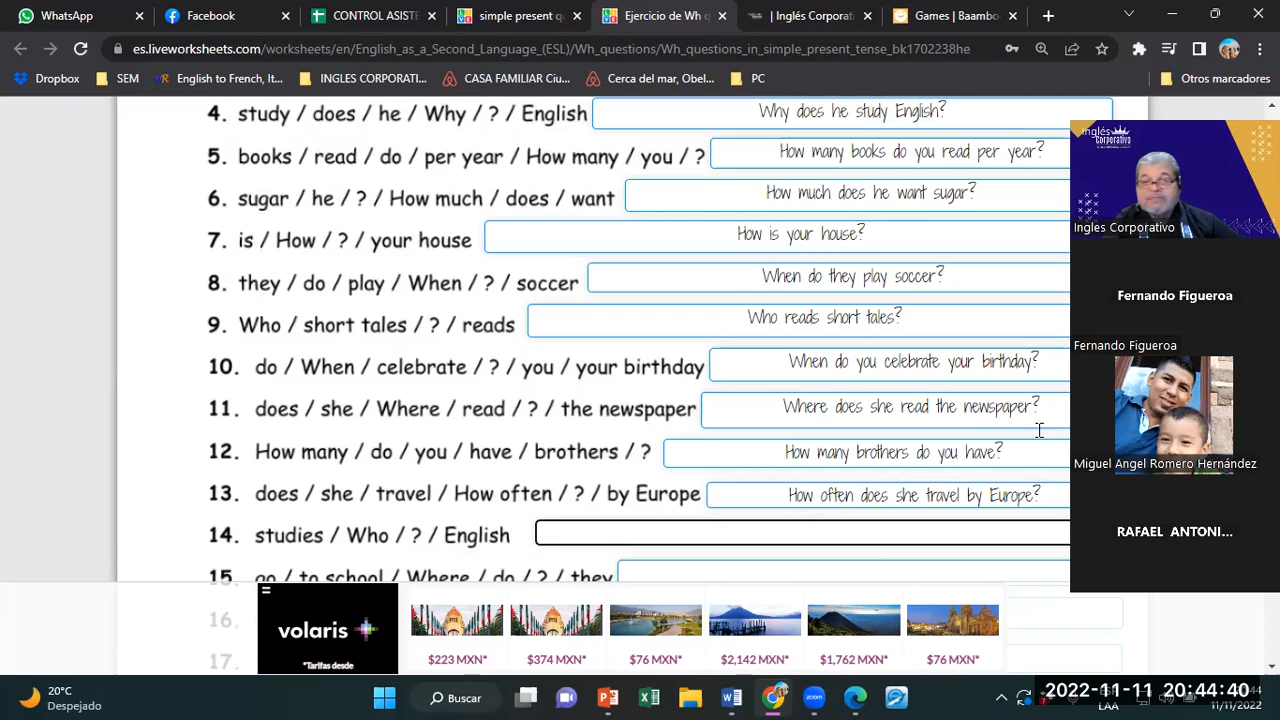 WhatsApp
Facebook
CONTROL ASIST
simple present q
Ejercicio de Wh q
| Inglés Corporat
Games | Baambo
es.liveworksheets.com/worksheets/en/English_as_a_Second_Language_(ESL)/Wh_questions/Wh_questions_in_simple_present_tense_bk1702238he
Dropbox
SEM
English to French, It...
INGLES CORPORATI...
CASA FAMILIAR Ciu...
Cerca del mar, Obel...
PC
Otros marcadores
4. study / does / he / Why / ? / English
Why does he study English?
5. books / read / do / per year / How many / you / ?
How many books do you read per year?
6. sugar / he / ? / How much / does / want
How much does he want sugar?
7. is / How / ? / your house
How is your house?
8. they / do / play / When / ? / soccer
When do they play soccer?
9. Who / short tales / ? / reads
Who reads short tales?
10. do / When / celebrate / ? / you / your birthday
When do you celebrate your birthday?
11. does / she / Where / read / ? / the newspaper
Where does she read the newspaper?
12. How many / do / you / have / brothers / ?
How many brothers do you have?
13. does / she / travel / How often / ? / by Europe
How often does she travel by Europe?
14. studies / Who / ? / English
15. go / to school / Where / do / ? / they
16.
17.
Inglés
Corporativo
Ingles Corporativo
Fernando Figueroa
Fernando Figueroa
Miguel Angel Romero Hernández
RAFAEL ANTONI...
volaris
*Tarifas desde
$223 MXN*
$374 MXN*
$76 MXN*
$2,142 MXN*
$1,762 MXN*
$76 MXN*
20°C
Despejado
Buscar
LAA
11/11/2022
2022-11-11 20:44:40